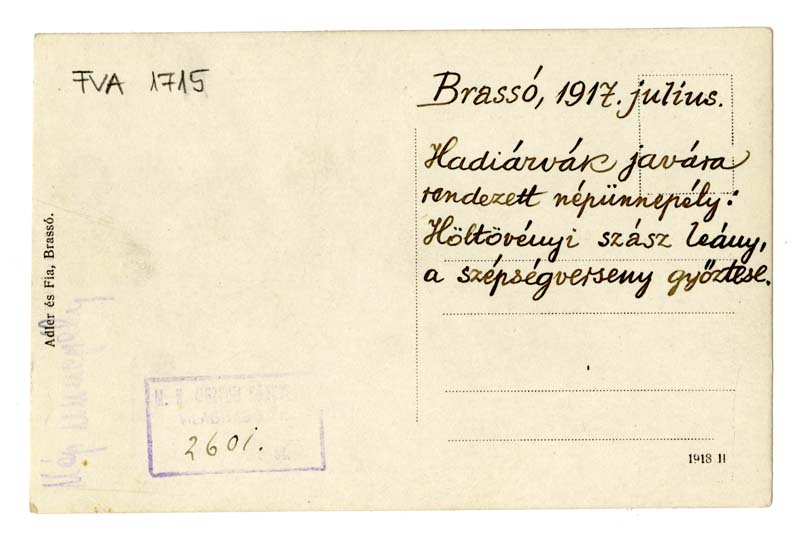 FVA 1715
Brassó, 1917. julius.
Hadiárvák javára
rendezett népünnepély:
Höltövényi szász leány,
a szépségverseny győztese.
Adler és Fia, Brassó.
2601.
1918 II